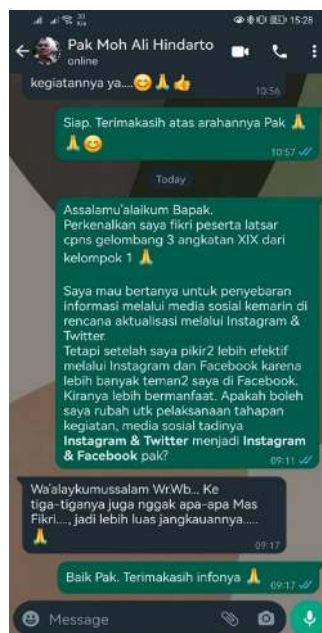 15:28
Pak Moh Ali Hindarto
online
kegiatannya ya....😊🙏👍
10:56
Siap. Terimakasih atas arahannya Pak 🙏
🙏😊
10:57
Today
Assalamu'alaikum Bapak.
Perkenalkan saya fikri peserta latsar
cpns gelombang 3 angkatan XIX dari
kelompok 1 🙏
Saya mau bertanya untuk penyebaran
informasi melalui media sosial kemarin di
rencana aktualisasi melalui Instagram &
Twitter.
Tetapi setelah saya pikir2 lebih efektif
melalui Instagram dan Facebook karena
lebih banyak teman2 saya di Facebook.
Kiranya lebih bermanfaat. Apakah boleh
saya rubah utk pelaksanaan tahapan
kegiatan, media sosial tadinya
Instagram & Twitter menjadi Instagram
& Facebook pak?
09:11
Wa'alaykumussalam Wr.Wb... Ke
tiga-tiganya juga nggak apa-apa Mas
Fikri...., jadi lebih luas jangkauannya.....
🙏
09:17
Baik Pak. Terimakasih infonya 🙏
09:17
Message